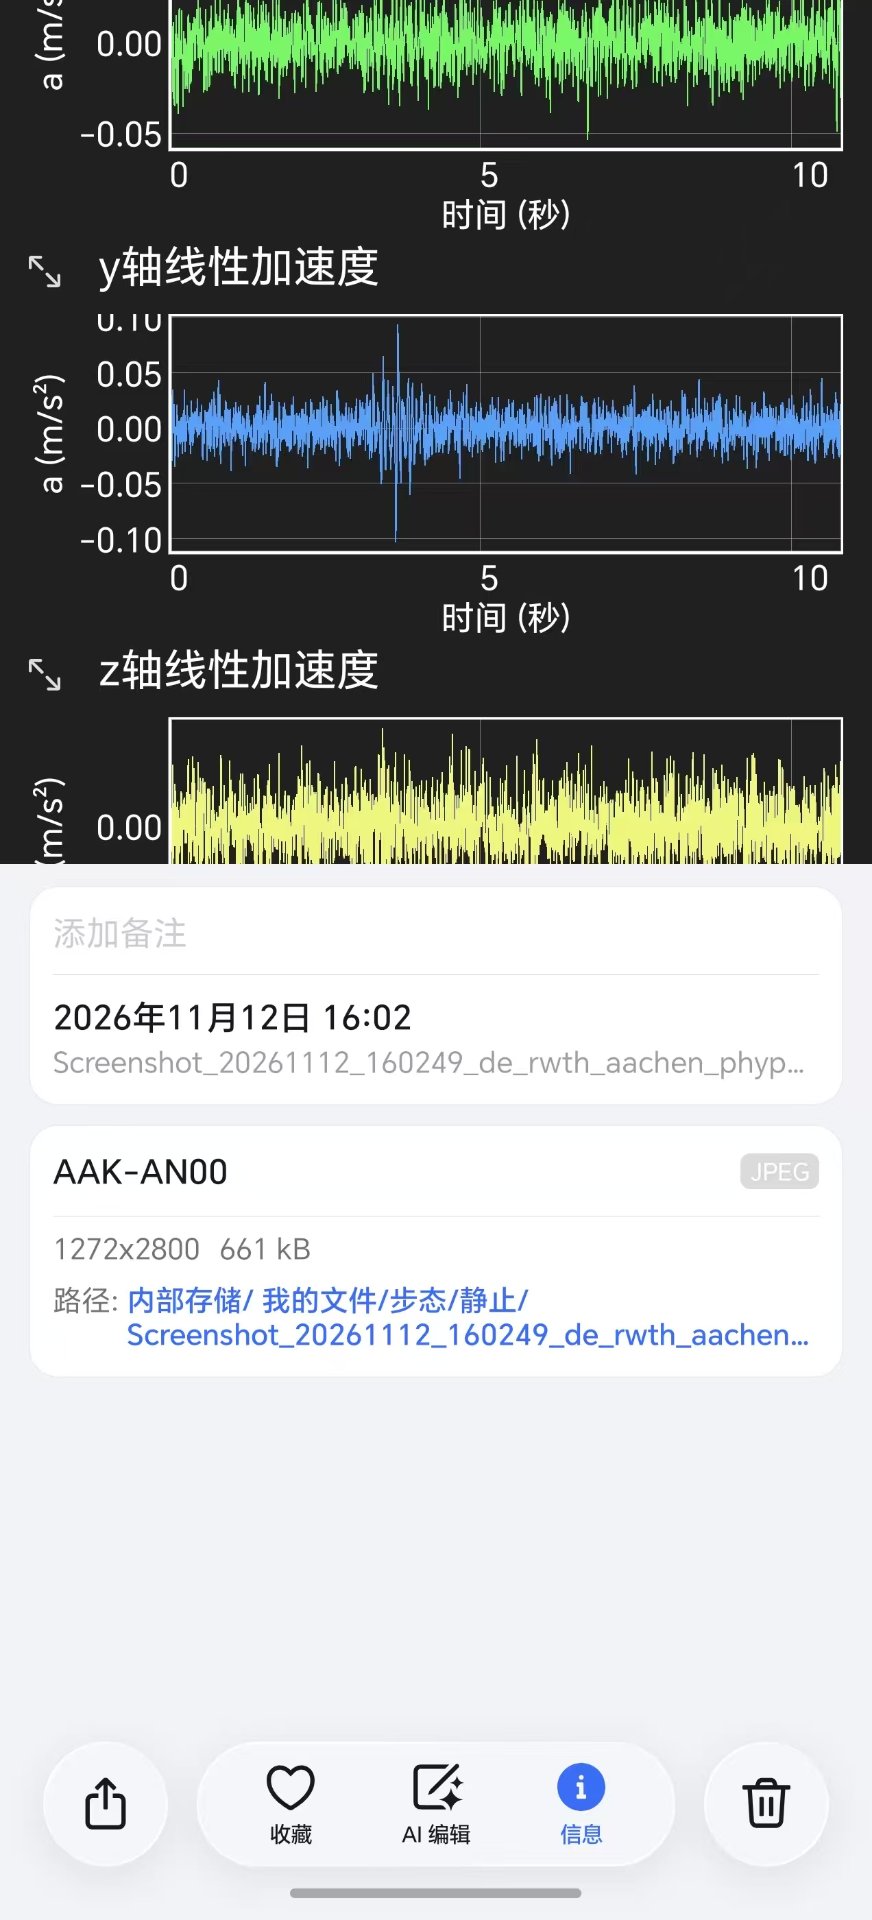 a (m/s
0.00
-0.05
0
5
10
时间 (秒)
y轴线性加速度
a (m/s²)
0.10
0.05
0.00
-0.05
-0.10
0
5
10
时间 (秒)
z轴线性加速度
(m/s²)
0.00
添加备注
2026年11月12日 16:02
Screenshot_20261112_160249_de_rwth_aachen_phyp...
AAK-AN00
JPEG
1272x2800 661 kB
路径: 内部存储/ 我的文件/步态/静止/
Screenshot_20261112_160249_de_rwth_aachen...
收藏
AI 编辑
信息